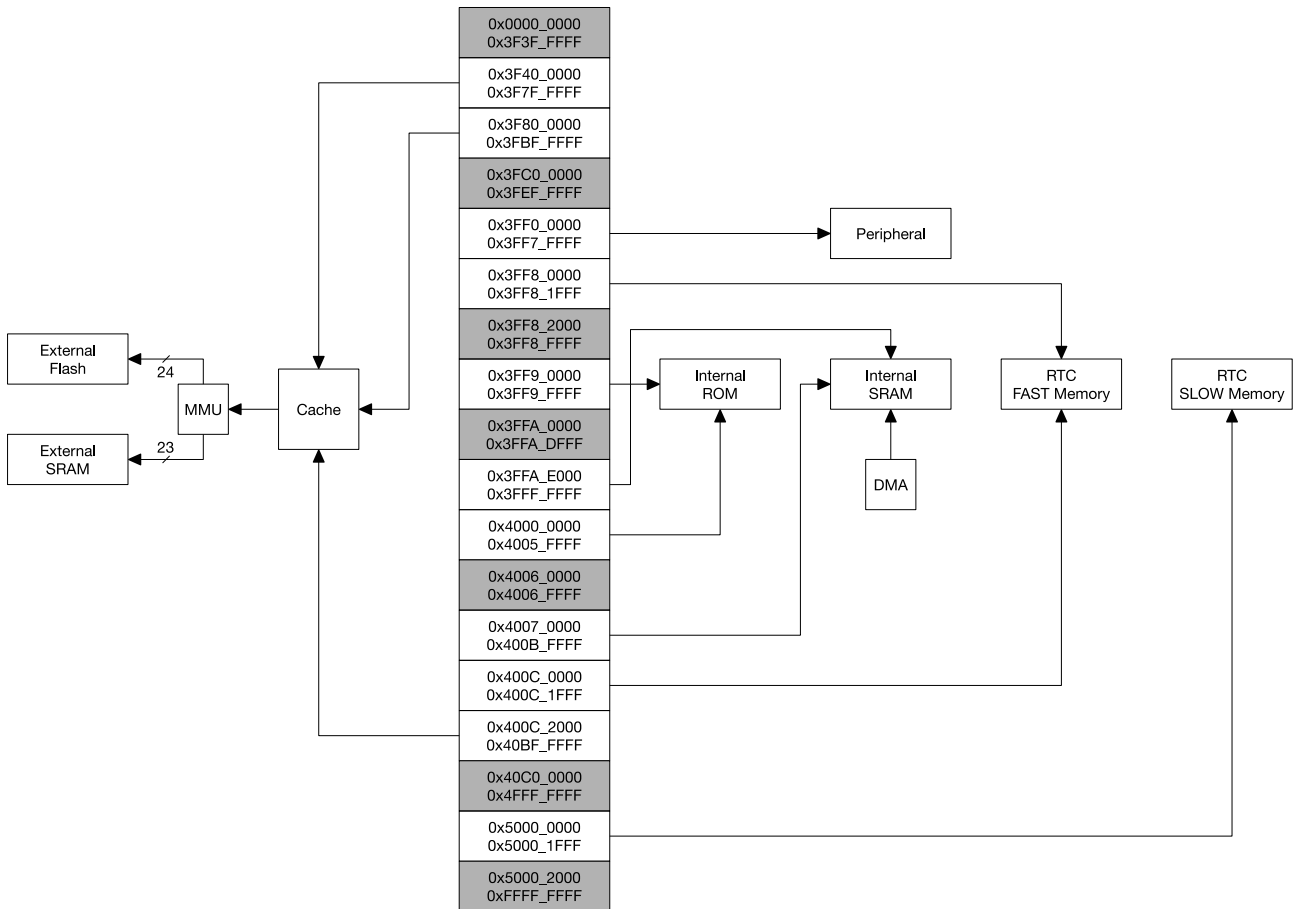 0x0000_0000
0x3F3F_FFFF
0x3F40_0000
0x3F7F_FFFF
0x3F80_0000
0x3FBF_FFFF
0x3FC0_0000
0x3FEF_FFFF
0x3FF0_0000
0x3FF7_FFFF
Peripheral
0x3FF8_0000
0x3FF8_1FFF
0x3FF8_2000
0x3FF8_FFFF
External
Flash
24
MMU
Cache
External
SRAM
23
0x3FF9_0000
0x3FF9_FFFF
Internal
ROM
Internal
SRAM
RTC
FAST Memory
RTC
SLOW Memory
0x3FFA_0000
0x3FFA_DFFF
0x3FFA_E000
0x3FFF_FFFF
DMA
0x4000_0000
0x4005_FFFF
0x4006_0000
0x4006_FFFF
0x4007_0000
0x400B_FFFF
0x400C_0000
0x400C_1FFF
0x400C_2000
0x40BF_FFFF
0x40C0_0000
0x4FFF_FFFF
0x5000_0000
0x5000_1FFF
0x5000_2000
0xFFFF_FFFF